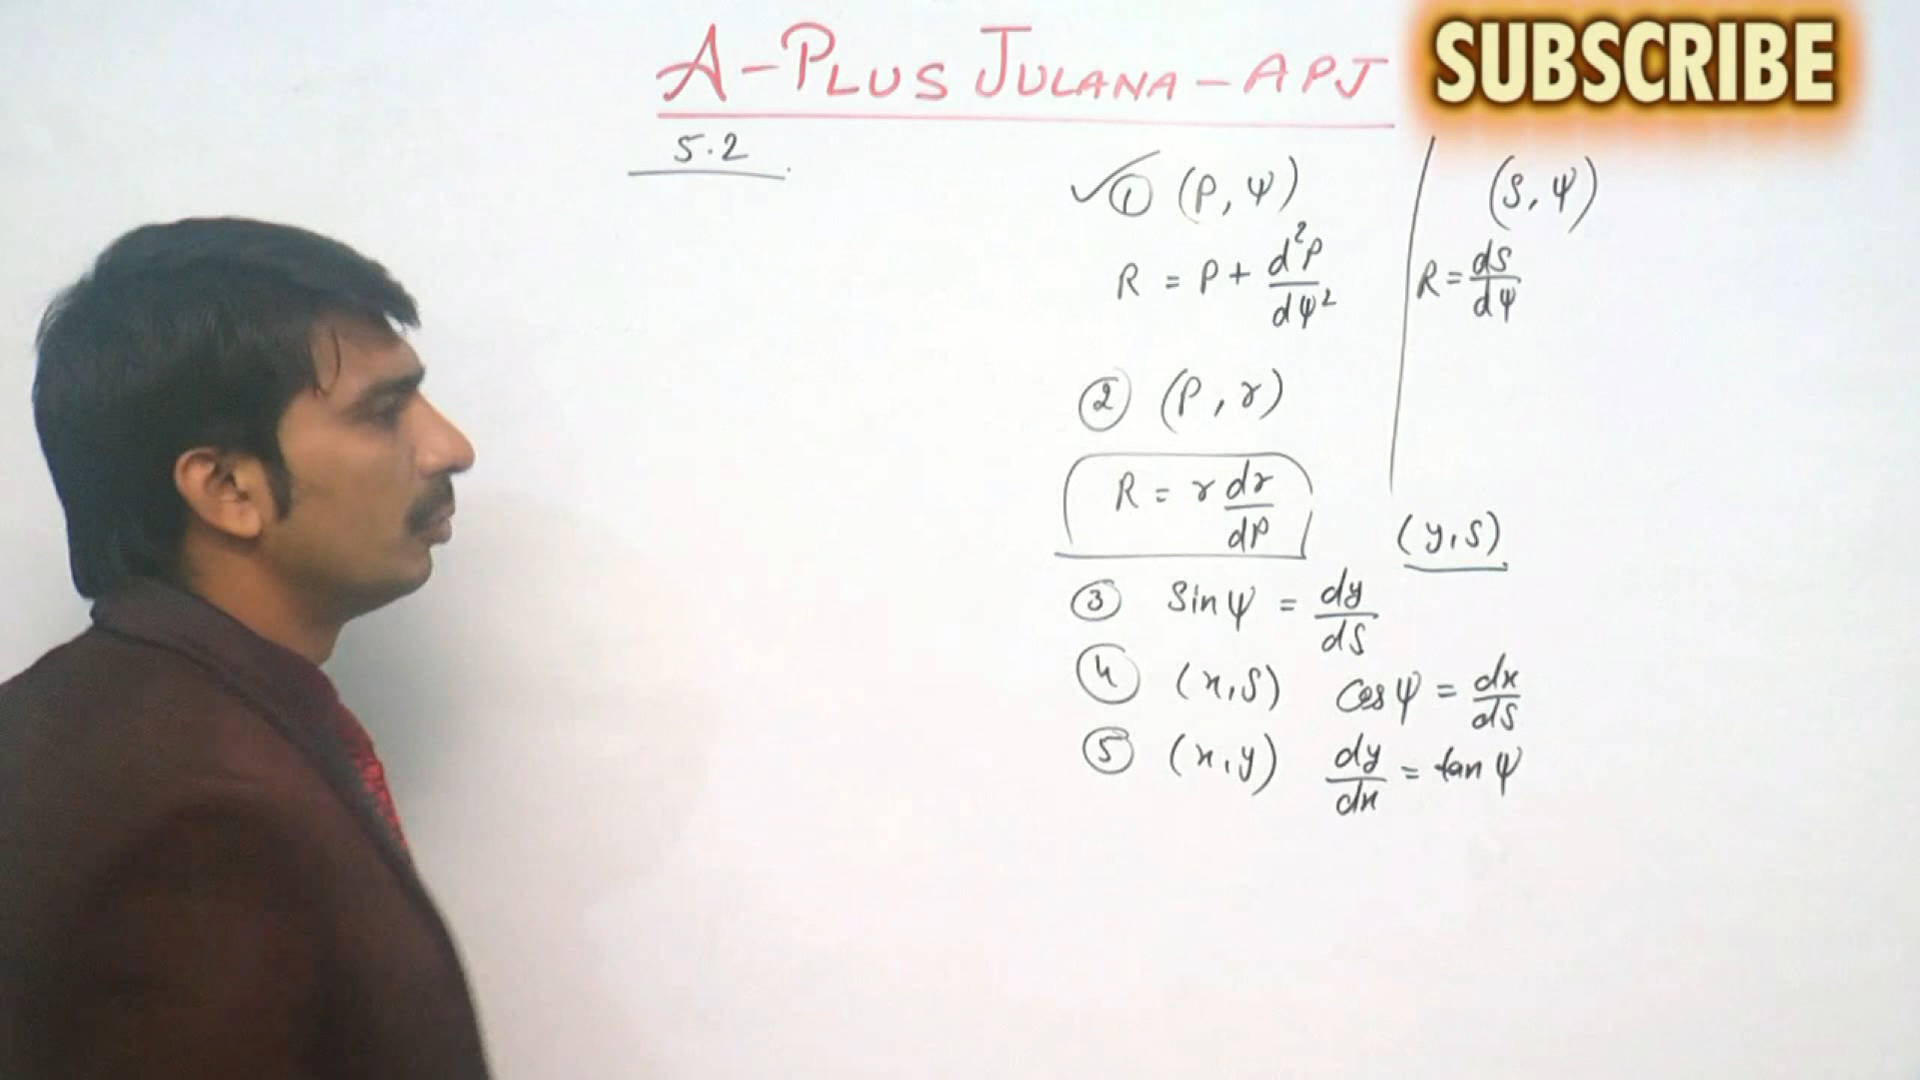 A-PLUS JULANA-APJ
SUBSCRIBE
5.2
① (P, Ψ)
R = P + d²P/dΨ²
(S, Ψ)
R = dS/dΨ
② (P, r)
R = r dr/dP
(y, S)
③ Sin Ψ = dy/dS
④ (x, S) Cos Ψ = dx/dS
⑤ (x, y) dy/dx = tan Ψ